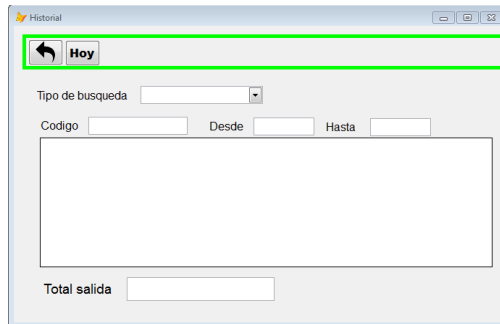 Historial
Hoy
Tipo de busqueda
Codigo Desde Hasta
Total salida